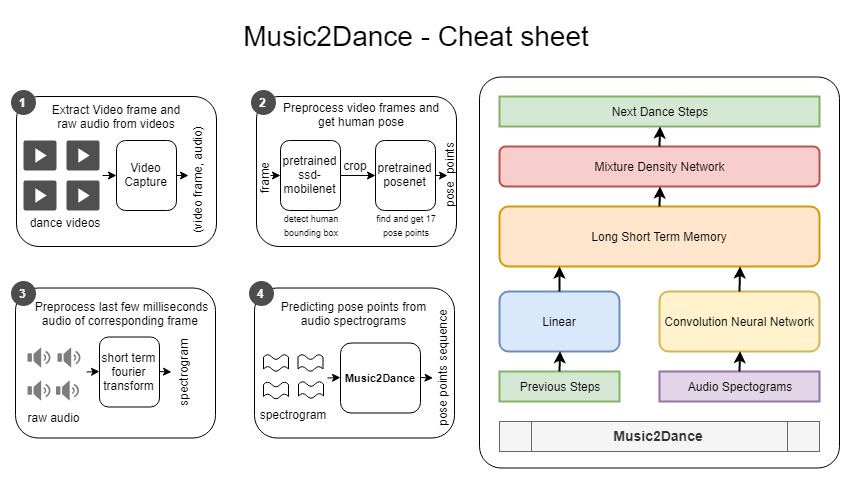 Music2Dance - Cheat sheet
1
Extract Video frame and
raw audio from videos
dance videos
Video
Capture
(video frame, audio)
2
Preprocess video frames and
get human pose
frame
pretrained
ssd-
mobilenet
detect human
bounding box
crop
pretrained
posenet
find and get 17
pose points
pose points
3
Preprocess last few milliseconds
audio of corresponding frame
raw audio
short term
fourier
transform
spectrogram
4
Predicting pose points from
audio spectrograms
spectrogram
Music2Dance
pose points sequence
Next Dance Steps
Mixture Density Network
Long Short Term Memory
Linear
Convolution Neural Network
Previous Steps
Audio Spectograms
Music2Dance